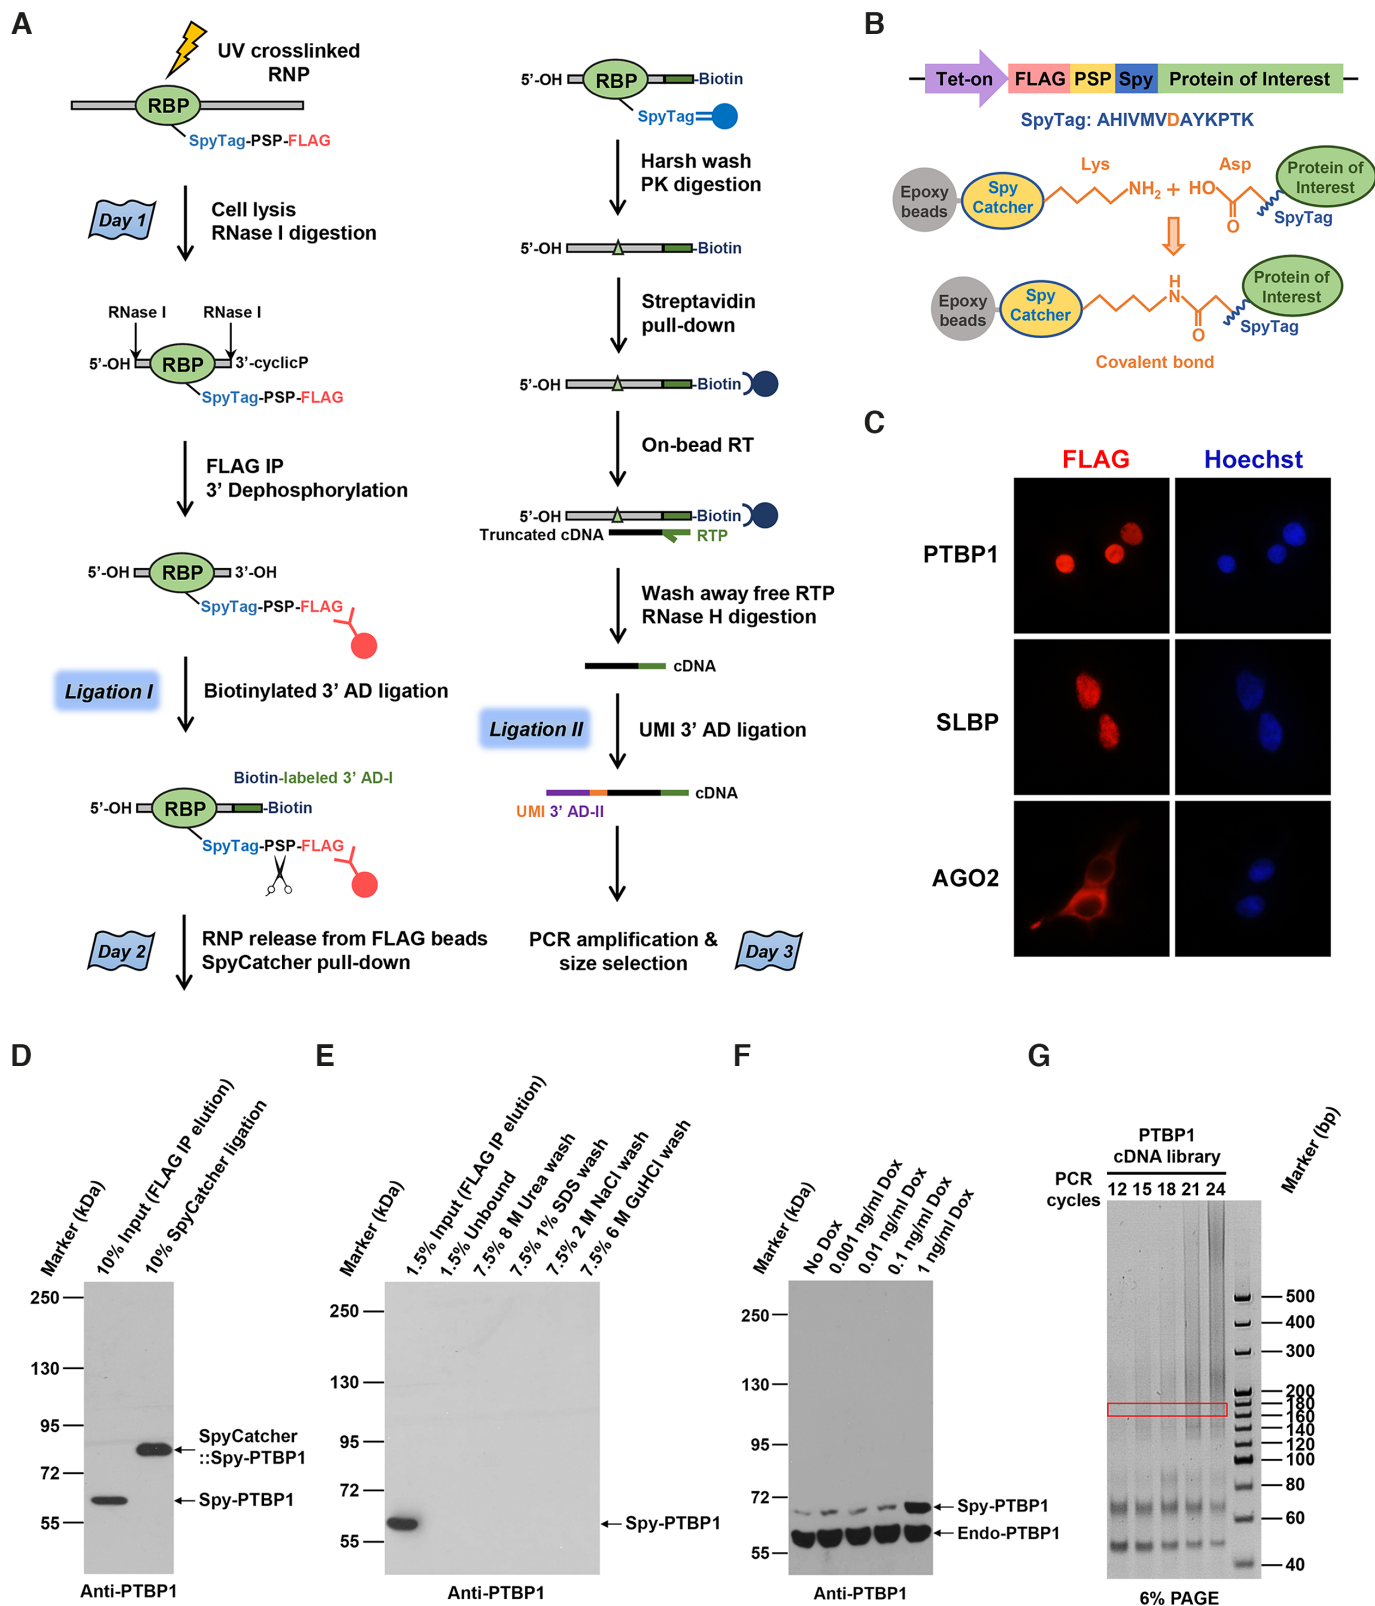 A
UV crosslinked
RNP
RBP
SpyTag-PSP-FLAG
Day 1
Cell lysis
RNase I digestion
RNase I
RNase I
5’-OH
RBP
3’-cyclicP
SpyTag-PSP-FLAG
FLAG IP
3’ Dephosphorylation
5’-OH
RBP
3’-OH
SpyTag-PSP-FLAG
Ligation I
Biotinylated 3’ AD ligation
Biotin-labeled 3’ AD-I
5’-OH
RBP
-Biotin
SpyTag-PSP-FLAG
Day 2
RNP release from FLAG beads
SpyCatcher pull-down
5’-OH
RBP
-Biotin
SpyTag
Harsh wash
PK digestion
5’-OH
-Biotin
Streptavidin
pull-down
5’-OH
-Biotin
On-bead RT
5’-OH
-Biotin
Truncated cDNA
RTP
Wash away free RTP
RNase H digestion
cDNA
Ligation II
UMI 3’ AD ligation
cDNA
UMI 3’ AD-II
PCR amplification &
size selection
Day 3
B
Tet-on
FLAG
PSP
Spy
Protein of Interest
SpyTag: AHIVMVDAYKPTK
Epoxy
beads
Spy
Catcher
Lys
NH2
+
Asp
HO
O
Protein of
Interest
SpyTag
Epoxy
beads
Spy
Catcher
H
N
O
Protein of
Interest
SpyTag
Covalent bond
C
FLAG
Hoechst
PTBP1
SLBP
AGO2
D
Marker (kDa)
10% Input (FLAG IP elution)
10% SpyCatcher ligation
250
130
95
72
55
SpyCatcher
::Spy-PTBP1
Spy-PTBP1
Anti-PTBP1
E
Marker (kDa)
1.5% Input (FLAG IP elution)
1.5% Unbound
7.5% 8 M Urea wash
7.5% 1% SDS wash
7.5% 2 M NaCl wash
7.5% 6 M GuHCl wash
250
130
95
72
55
Spy-PTBP1
Anti-PTBP1
F
Marker (kDa)
No Dox
0.001 ng/ml Dox
0.01 ng/ml Dox
0.1 ng/ml Dox
1 ng/ml Dox
250
130
95
72
55
Spy-PTBP1
Endo-PTBP1
Anti-PTBP1
G
PTBP1
cDNA library
PCR
cycles
12 15 18 21 24
Marker (bp)
500
400
300
200
180
160
140
120
100
80
60
40
6% PAGE